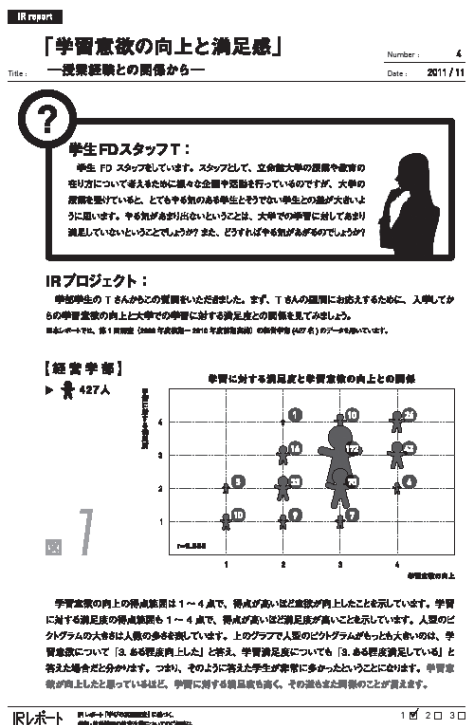 IR report
「学習意欲の向上と満足感」
Title : ―授業経験との関係から―
Number : 4
Date : 2011 / 11
?
学生FDスタッフT：
学生 FD スタッフをしています。スタッフとして、立命館大学の授業や教育の
在り方について考えるために様々な企画や活動を行っているのですが、大学の
授業を受けていると、とてもやる気のある学生とそうでない学生との差が大きいよ
うに思います。やる気があまり出ないということは、大学での学習に対してあまり
満足していないということでしょうか？また、どうすればやる気があがるのでしょうか？
IRプロジェクト：
学部学生の T さんからこの質問をいただきました。まず、T さんの疑問にお応えするために、入学してか
らの学習意欲の向上と大学での学習に対する満足度との関係を見てみましょう。
【経営学部】
▶ 427人
学習に対する満足度と学習意欲の向上との関係
4
3
2
1
1 10
5
10 9 7
1 2 3 4
学習意欲の向上
図 1
学習意欲の向上の得点範囲は 1 ～ 4 点で、得点が高いほど意欲が向上したことを示しています。学習
に対する満足度の得点範囲も 1 ～ 4 点で、得点が高いほど満足度が高いことを示しています。人型のピ
クトグラムの大きさは人数の多さを表しています。上のグラフで人型のピクトグラムがもっとも大きいのは、学
習意欲について「3. ある程度向上した」と答え、学習満足度についても「3. ある程度満足している」と
答えた場合だと分かります。つまり、そのように答えた学生が非常に多かったということになります。学習意
欲が向上したと思っているほど、学習に対する満足度も高く、その逆もまた関係のことが言えます。
IRレポート
1 2 3